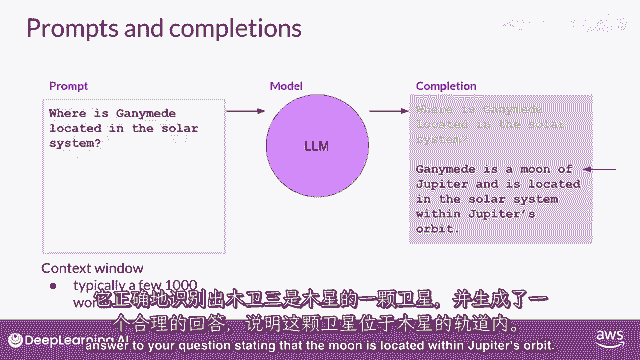 Prompts and completions
Prompt
Model
Completion
Where is Ganymede
located in the solar
system?
LLM
Where is Ganymede
located in the solar
system?
Ganymede is a moon of
Jupiter and is located
in the solar system
within Jupiter's
orbit.
Context window
typically a few 1000
它正确地识别出木卫三是木星的一颗卫星，并生成了一
个合理的回答，说明这颗卫星位于木星的轨道内。
answer to your question stating that the moon is located within Jupiter's orbit.
DeepLearning.AI
aws